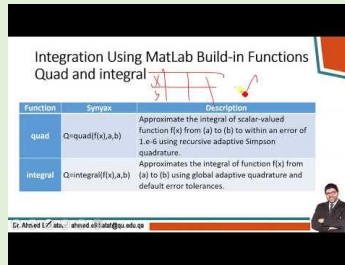 Integration Using MatLab Build-in Functions
Quad and integral
x
y
Function Synyax Description
Approximate the integral of scalar-valued
function f(x) from (a) to (b) to within an error of
quad Q=quad(f(x),a,b)
1.e-6 using recursive adaptive Simpson
quadrature.
Approximates the integral of function f(x) from
integral Q=integral(f(x),a,b) (a) to (b) using global adaptive quadrature and
default error tolerances.
Dr. Ahmed